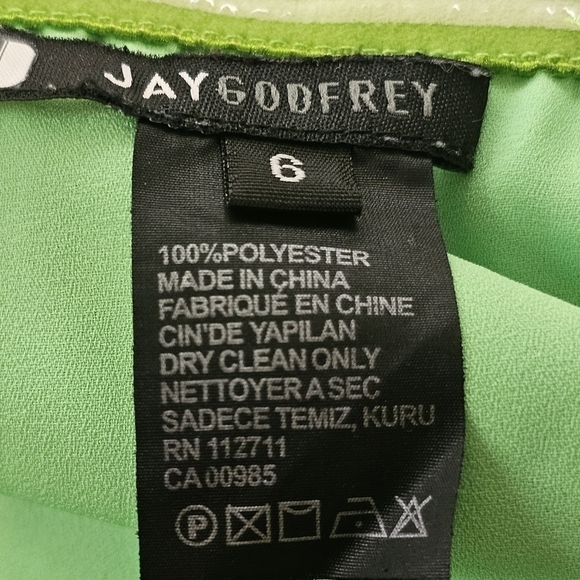 JAYGODFREY
6
100%POLYESTER
MADE IN CHINA
FABRIQUÉ EN CHINE
CIN'DE YAPILAN
DRY CLEAN ONLY
NETTOYER A SEC
SADECE TEMIZ, KURU
RN 112711
CA 00985
P